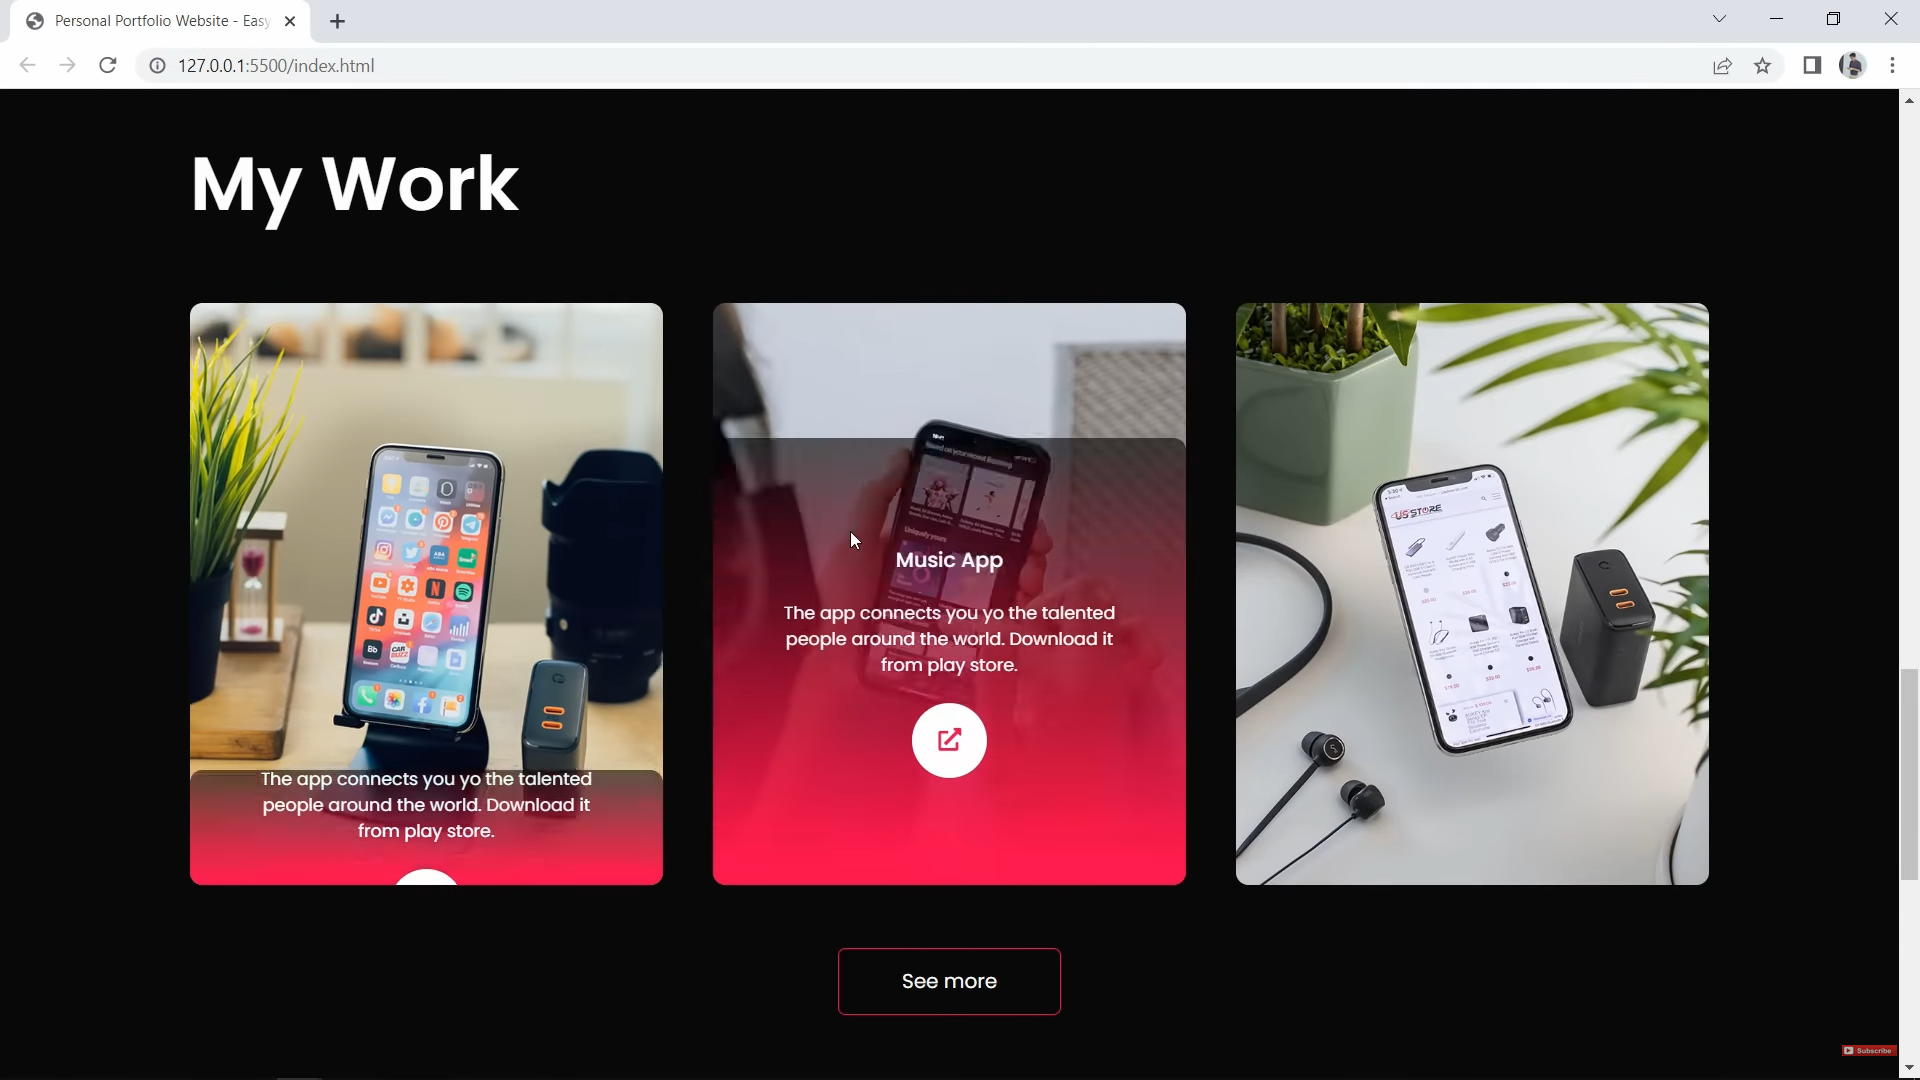 Personal Portfolio Website - Easy
127.0.0.1:5500/index.html
My Work
The app connects you yo the talented
people around the world. Download it
from play store.
Music App
The app connects you yo the talented
people around the world. Download it
from play store.
US STORE
See more
Subscribe